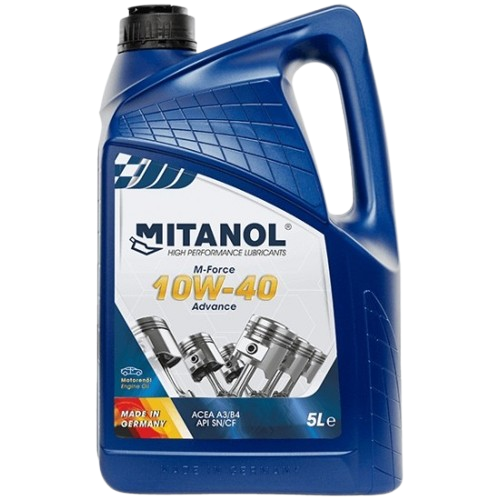 MITANOL®
HIGH PERFORMANCE LUBRICANTS
M-Force
10W-40
Advance
Motorenöl
Engine Oil
MADE IN
GERMANY
ACEA A3/B4
API SN/CF
5L e
MADE IN GERMANY